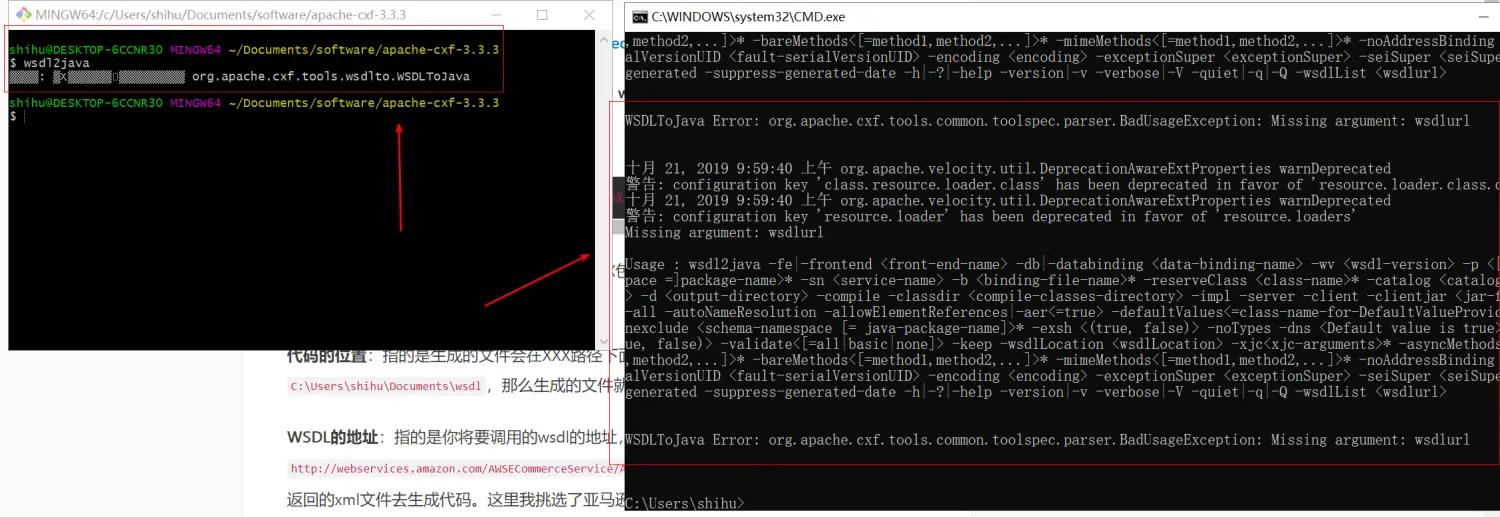 MINGW64:/c/Users/shihu/Documents/software/apache-cxf-3.3.3
shihu@DESKTOP-6CCNR30 MINGW64 ~/Documents/software/apache-cxf-3.3.3
$ wsdl2java
org.apache.cxf.tools.wsdlto.WSDLToJava
shihu@DESKTOP-6CCNR30 MINGW64 ~/Documents/software/apache-cxf-3.3.3
$
代码的位置：指的是生成的文件会在XXX路径下
C:\Users\shihu\Documents\wsdl，那么生成的文件
WSDL的地址：指的是你将要调用的wsdl的地址，
http://webservices.amazon.com/AWSECommerceService/
返回的xml文件去生成代码。这里我挑选了亚马
C:\WINDOWS\system32\CMD.exe
,method2,...]>* -bareMethods<[=method1,method2,...]>* -mimeMethods<[=method1,method2,...]>* -noAddressBinding
alVersionUID <fault-serialVersionUID> -encoding <encoding> -exceptionSuper <exceptionSuper> -seiSuper <seiSupe
generated -suppress-generated-date -h|-?|-help -version|-v -verbose|-V -quiet|-q|-Q -wsdlList <wsdlurl>
WSDLToJava Error: org.apache.cxf.tools.common.toolspec.parser.BadUsageException: Missing argument: wsdlurl
十月 21, 2019 9:59:40 上午 org.apache.velocity.util.DeprecationAwareExtProperties warnDeprecated
警告: configuration key 'class.resource.loader.class' has been deprecated in favor of 'resource.loader.class.
十月 21, 2019 9:59:40 上午 org.apache.velocity.util.DeprecationAwareExtProperties warnDeprecated
警告: configuration key 'resource.loader' has been deprecated in favor of 'resource.loaders'
Missing argument: wsdlurl
Usage : wsdl2java -fe|-frontend <front-end-name> -db|-databinding <data-binding-name> -wv <wsdl-version> -p <[
pace =]package-name>* -sn <service-name> -b <binding-file-name>* -reserveClass <class-name>* -catalog <catalog
> -d <output-directory> -compile -classdir <compile-classes-directory> -impl -server -client -clientjar <jar-f
-all -autoNameResolution -allowElementReferences|-aer<=true> -defaultValues<=class-name-for-DefaultValueProvi
nexclude <schema-namespace [= java-package-name]>* -exsh <(true, false)> -noTypes -dns <Default value is true
ue, false)> -validate<[=all|basic|none]> -keep -wsdlLocation <wsdlLocation> -xjc<xjc-arguments>* -asyncMethods
,method2,...]>* -bareMethods<[=method1,method2,...]>* -mimeMethods<[=method1,method2,...]>* -noAddressBinding
alVersionUID <fault-serialVersionUID> -encoding <encoding> -exceptionSuper <exceptionSuper> -seiSuper <seiSupe
generated -suppress-generated-date -h|-?|-help -version|-v -verbose|-V -quiet|-q|-Q -wsdlList <wsdlurl>
WSDLToJava Error: org.apache.cxf.tools.common.toolspec.parser.BadUsageException: Missing argument: wsdlurl
C:\Users\shihu>